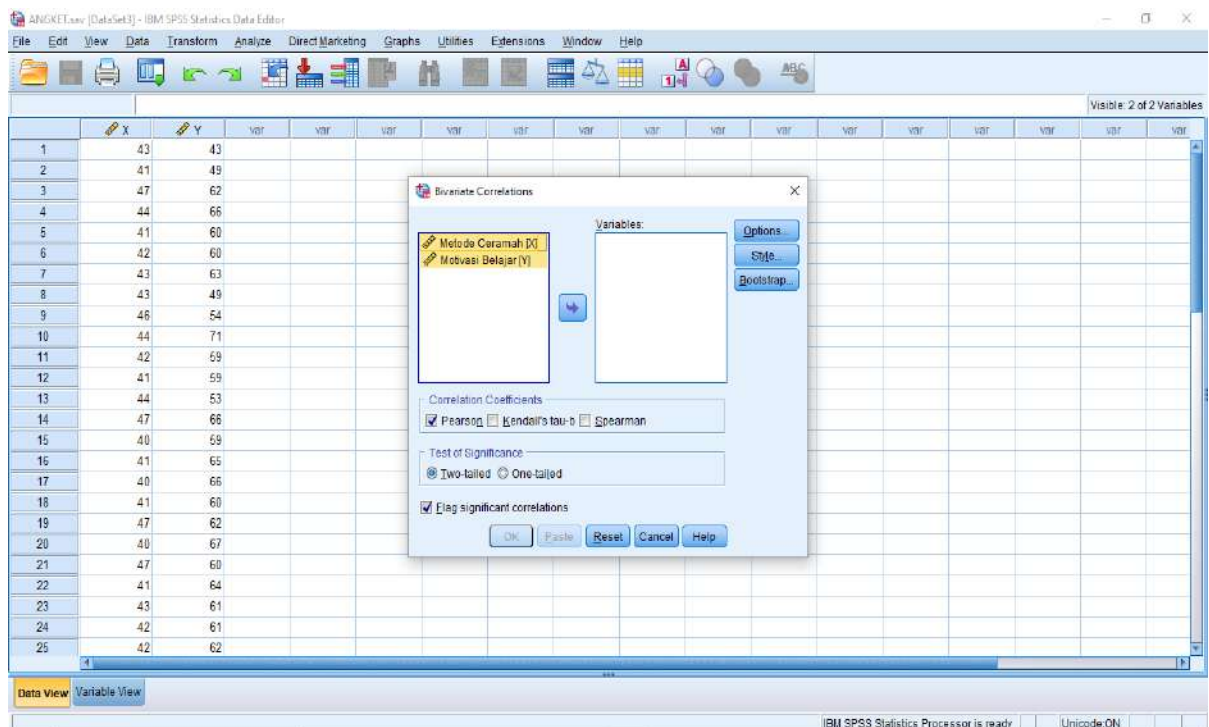 ANGKET.sav [DataSet3] - IBM SPSS Statistics Data Editor
File Edit View Data Transform Analyze Direct Marketing Graphs Utilities Extensions Window Help
Visible: 2 of 2 Variables
X Y var var var var var var var var var var var var var var var
1 43 43
2 41 49
3 47 62
4 44 66
5 41 60
6 42 60
7 43 63
8 43 49
9 46 54
10 44 71
11 42 59
12 41 59
13 44 53
14 47 66
15 40 59
16 41 65
17 40 66
18 41 60
19 47 62
20 40 67
21 47 60
22 41 64
23 43 61
24 42 61
25 42 62
Bivariate Correlations
Variables:
Metode Ceramah [X]
Motivasi Belajar [Y]
Options...
Style...
Bootstrap...
Correlation Coefficients
Pearson Kendall's tau-b Spearman
Test of Significance
Two-tailed One-tailed
Flag significant correlations
OK Paste Reset Cancel Help
Data View Variable View
IBM SPSS Statistics Processor is ready Unicode:ON